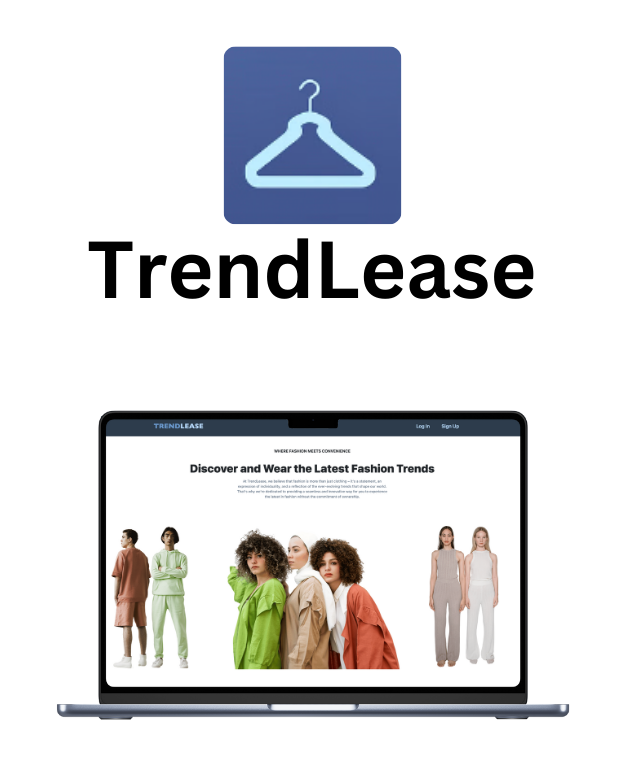 TrendLease
TRENDLEASE
Log In Sign Up
WHERE FASHION MEETS CONVENIENCE
Discover and Wear the Latest Fashion Trends
At TrendLease, we believe that fashion is more than just clothing – it's a statement, an
expression of individuality, and a reflection of the ever-evolving trends that shape our world.
That's why we're dedicated to providing a seamless and innovative way for you to experience
the latest in fashion without the commitment of ownership.